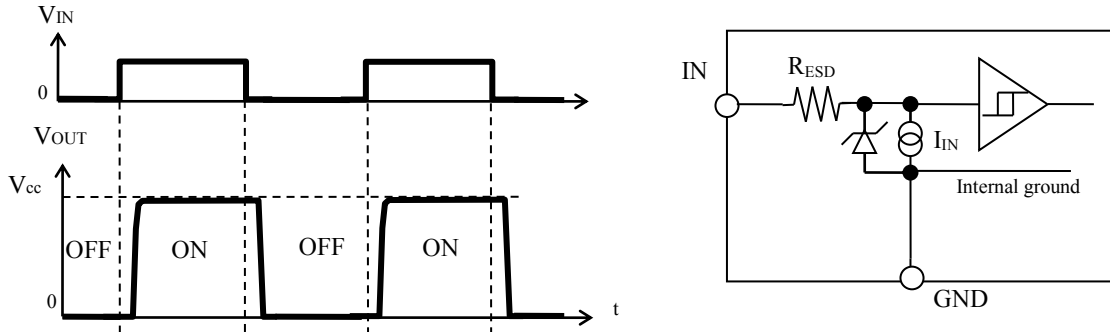 VIN
0
VOUT
Vcc
OFF
ON
OFF
ON
0
t
IN
RESD
IIN
Internal ground
GND